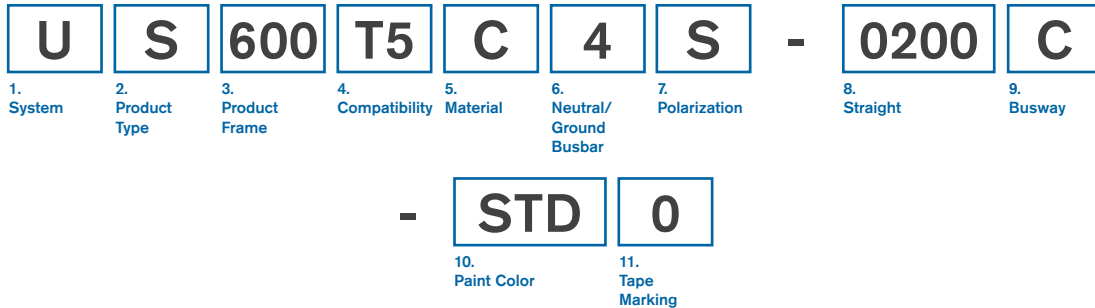 U S 600 T5 C 4 S - 0200 C
1. 2. 3. 4. 5. 6. 7. 8. 9.
System Product Product Compatibility Material Neutral/ Polarization Straight Busway
Type Frame Ground
Busbar
- STD 0
10. 11.
Paint Color Tape
Marking